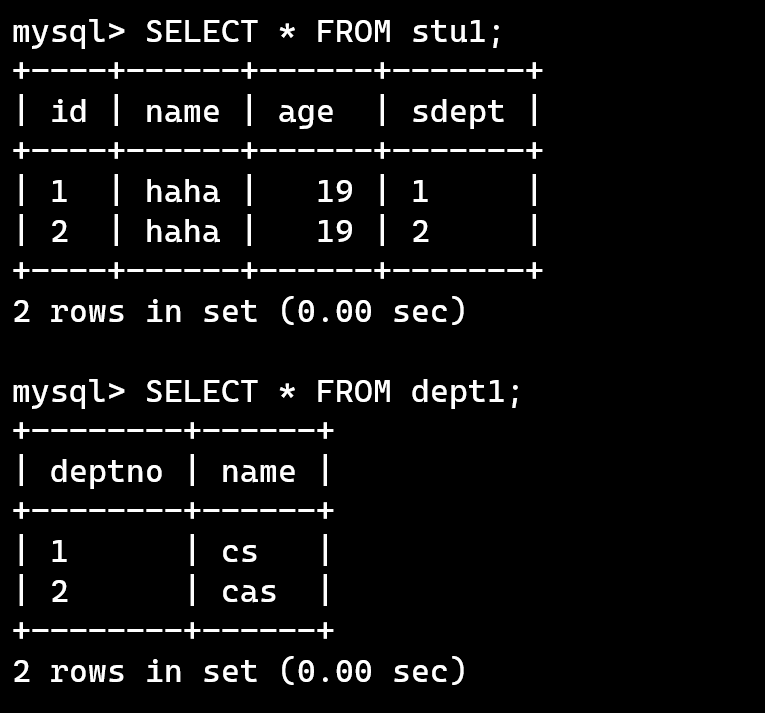 mysql> SELECT * FROM stu1;
+----+------+------+-------+
| id | name | age  | sdept |
+----+------+------+-------+
| 1  | haha |   19 | 1     |
| 2  | haha |   19 | 2     |
+----+------+------+-------+
2 rows in set (0.00 sec)

mysql> SELECT * FROM dept1;
+--------+------+
| deptno | name |
+--------+------+
| 1      | cs   |
| 2      | cas  |
+--------+------+
2 rows in set (0.00 sec)